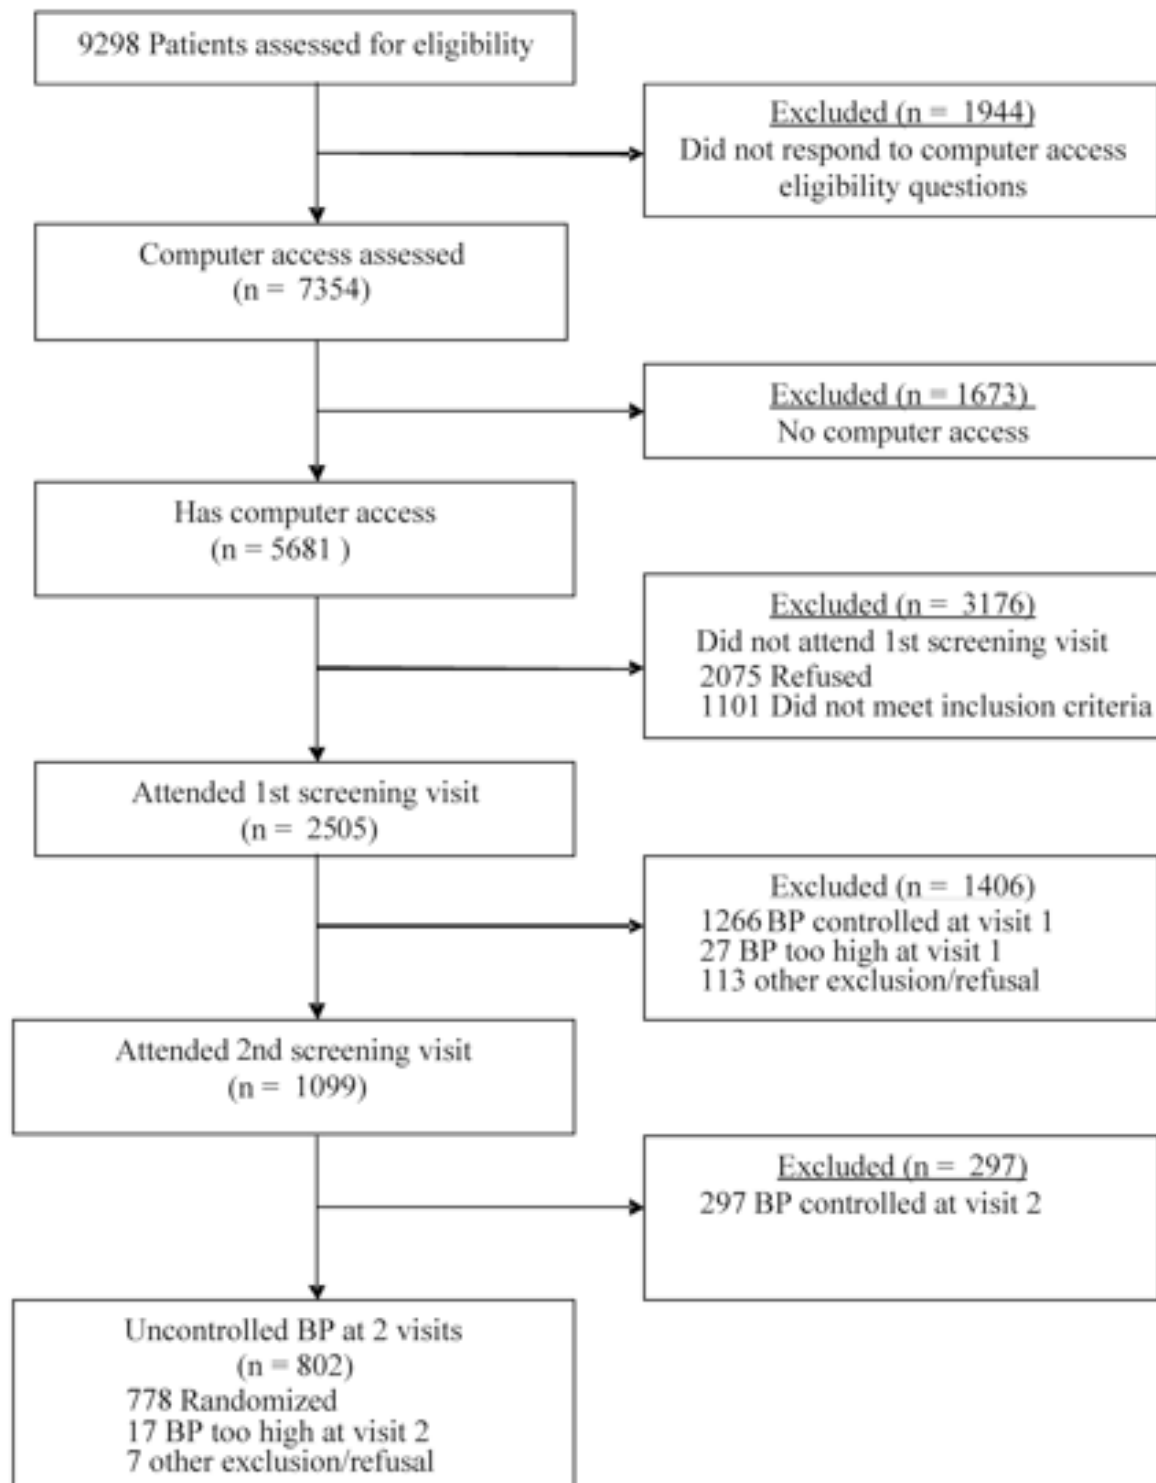 9298 Patients assessed for eligibility
Excluded (n = 1944)
Did not respond to computer access
eligibility questions
Computer access assessed
(n = 7354)
Excluded (n = 1673)
No computer access
Has computer access
(n = 5681 )
Excluded (n = 3176)
Did not attend 1st screening visit
2075 Refused
1101 Did not meet inclusion criteria
Attended 1st screening visit
(n = 2505)
Excluded (n = 1406)
1266 BP controlled at visit 1
27 BP too high at visit 1
113 other exclusion/refusal
Attended 2nd screening visit
(n = 1099)
Excluded (n = 297)
297 BP controlled at visit 2
Uncontrolled BP at 2 visits
(n = 802)
778 Randomized
17 BP too high at visit 2
7 other exclusion/refusal